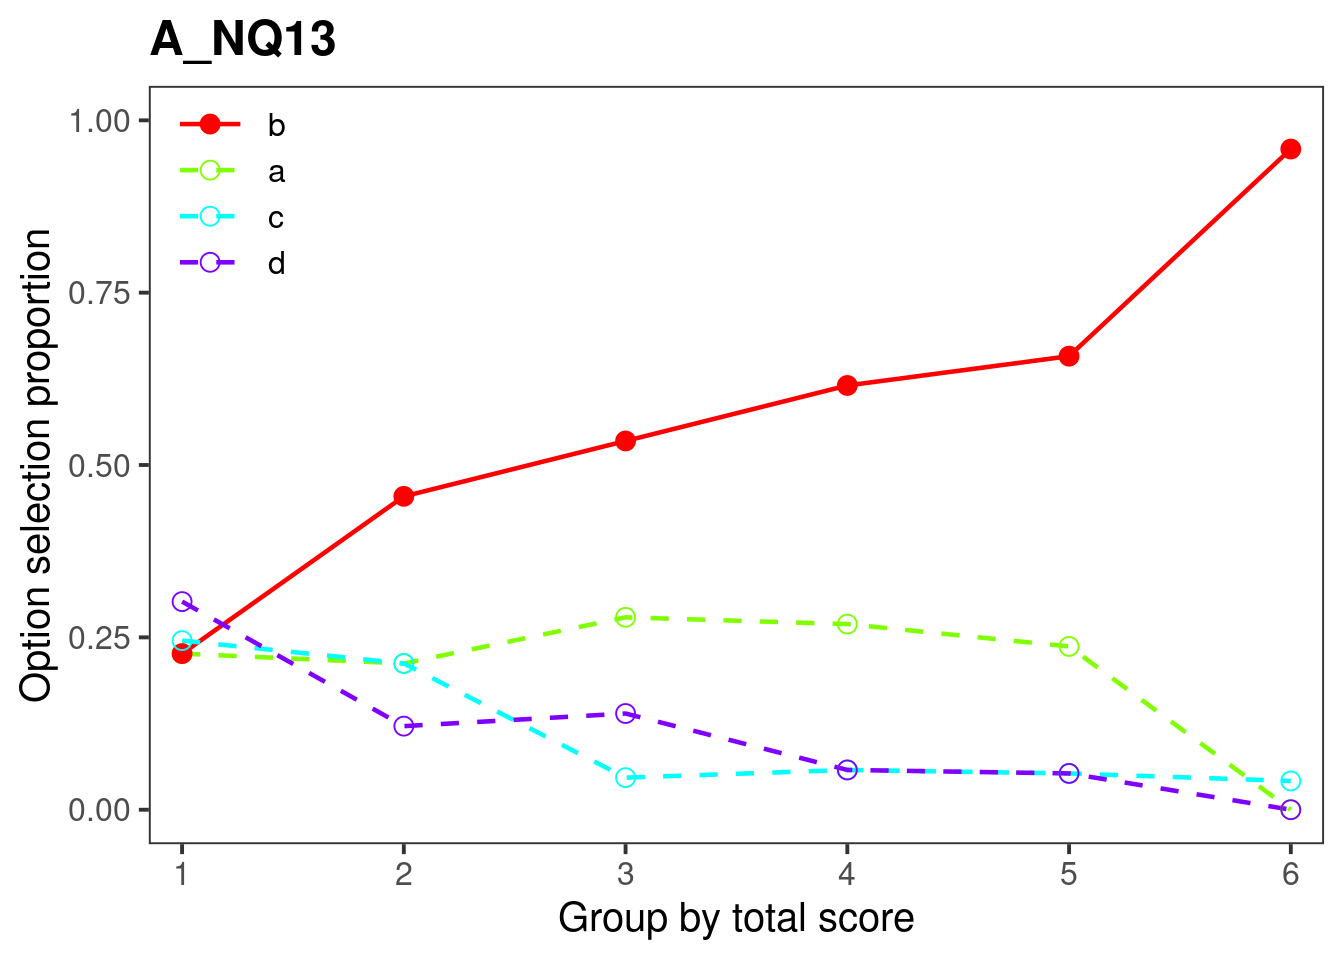 A_NQ13
1.00
0.75
0.50
0.25
0.00
Option selection proportion
b
a
c
d
1 2 3 4 5 6
Group by total score